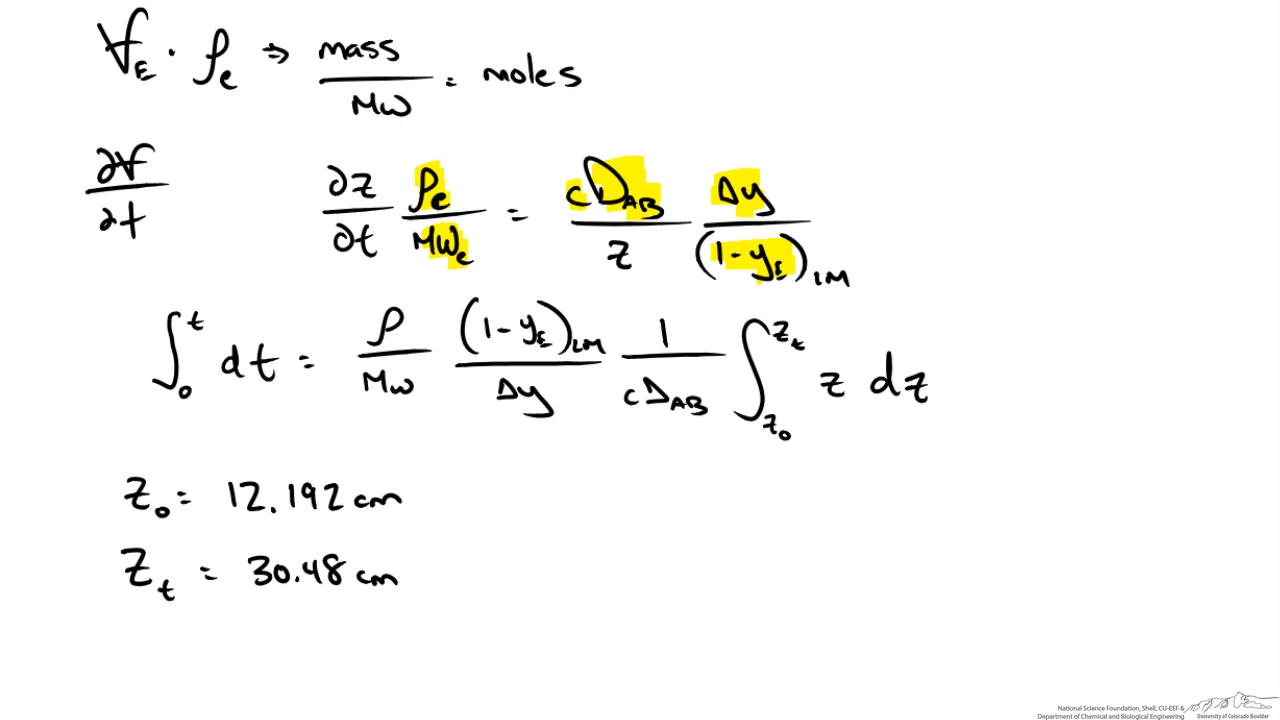 V̶_E · ρ_e ⇒ mass / MW = moles
∂V̶/∂t   ∂z/∂t ρ_e/MW_e = cD_AB/z Δy/(1-y_E)_LM
∫_0^t dt = ρ/MW (1-y_E)_LM/Δy 1/cD_AB ∫_{z_0}^{z_t} z dz
z_0 = 12.192 cm
z_t = 30.48 cm
National Science Foundation, Shell, CU-EEF &
Department of Chemical and Biological Engineering University of Colorado Boulder